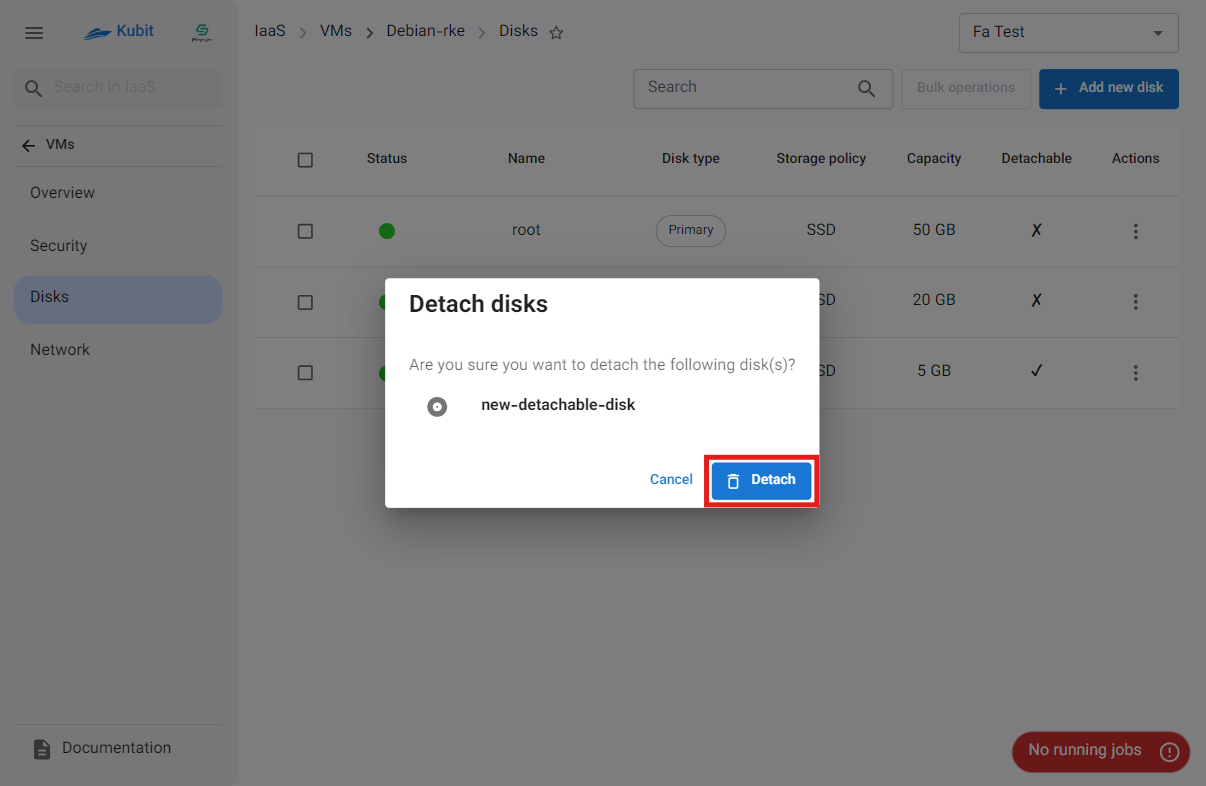 Kubit
IaaS > VMs > Debian-rke > Disks
Fa Test
Search in IaaS
Search
Bulk operations
+ Add new disk
VMs
Overview
Security
Disks
Network
Status Name Disk type Storage policy Capacity Detachable Actions
root Primary SSD 50 GB ✗
SD 20 GB ✗
SD 5 GB ✓
Detach disks
Are you sure you want to detach the following disk(s)?
new-detachable-disk
Cancel
Detach
Documentation
No running jobs